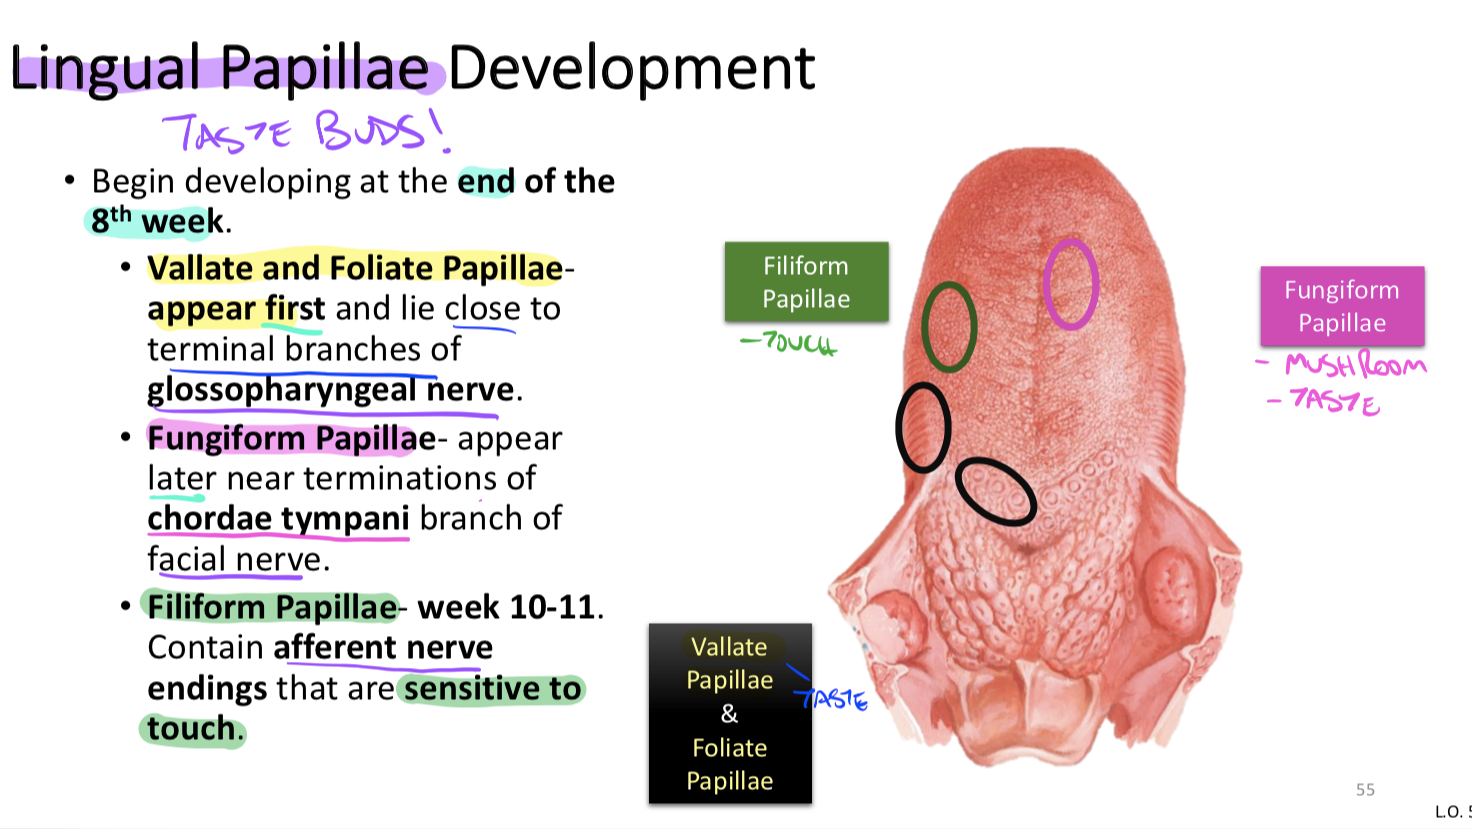 Lingual Papillae Development
TASTE BUDS!
• Begin developing at the end of the
8th week.
• Vallate and Foliate Papillae-
appear first and lie close to
terminal branches of
glossopharyngeal nerve.
• Fungiform Papillae- appear
later near terminations of
chordae tympani branch of
facial nerve.
• Filiform Papillae- week 10-11.
Contain afferent nerve
endings that are sensitive to
touch.
Filiform
Papillae
- TOUCH
Fungiform
Papillae
- MUSHROOM
- TASTE
Vallate
Papillae
&
Foliate
Papillae
TASTE
55
L.O. 5